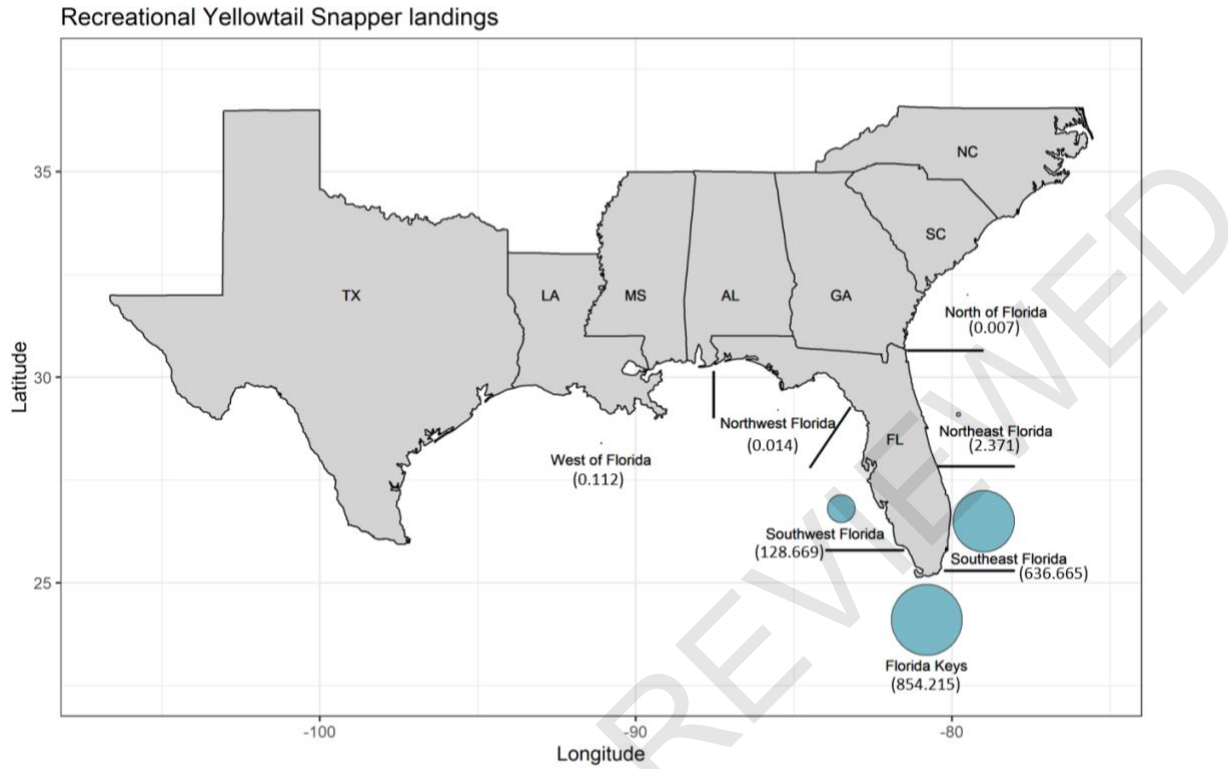 Recreational Yellowtail Snapper landings
35
30
25
Latitude
NC
SC
TX
LA
MS
AL
GA
North of Florida
(0.007)
Northwest Florida
(0.014)
FL
Northeast Florida
(2.371)
West of Florida
(0.112)
Southwest Florida
(128.669)
Southeast Florida
(636.665)
Florida Keys
(854.215)
-100
-90
-80
Longitude
REVIEWED